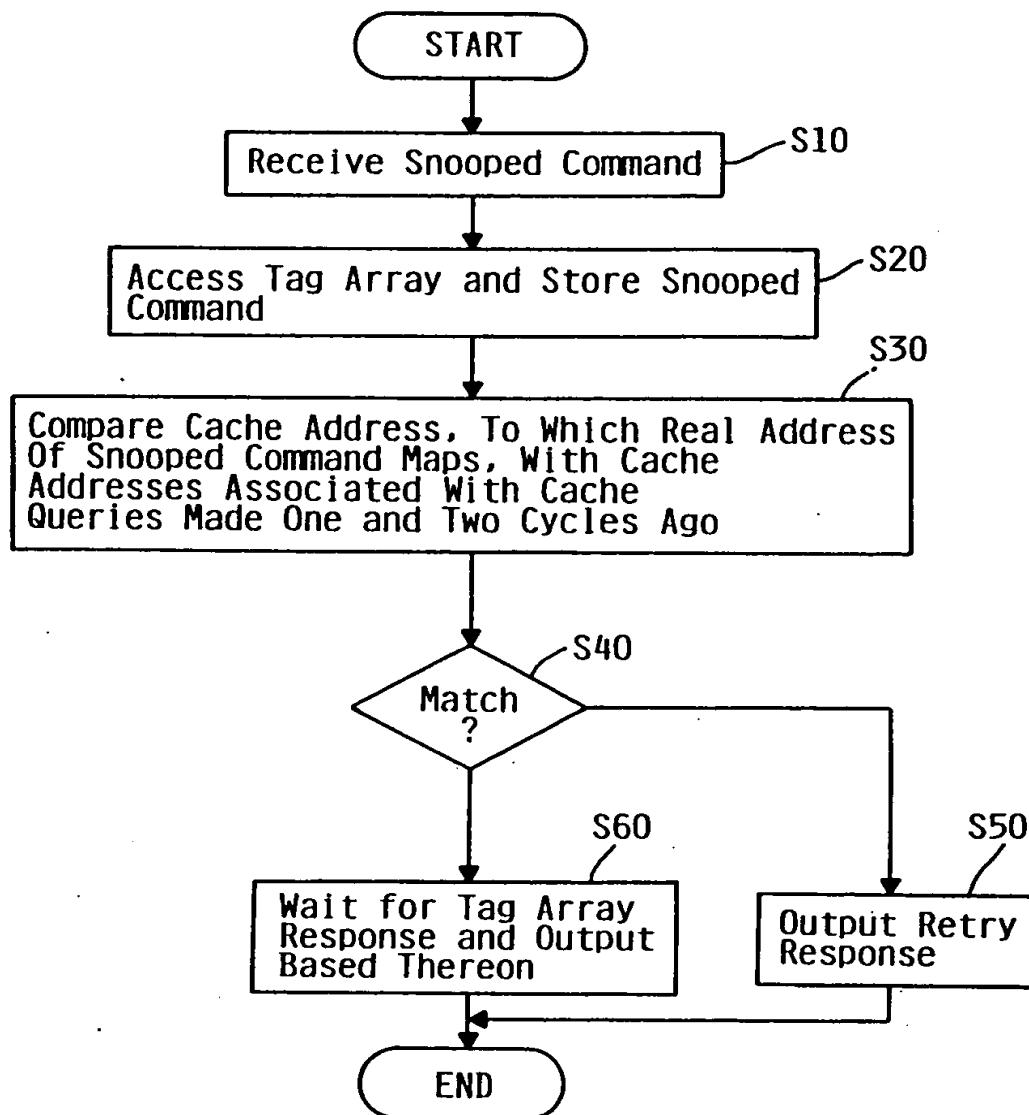 START
Receive Snooped Command
S10
Access Tag Array and Store Snooped
Command
S20
S30
Compare Cache Address, To Which Real Address
Of Snooped Command Maps, With Cache
Addresses Associated With Cache
Queries Made One and Two Cycles Ago
S40
Match
?
S60
S50
Wait for Tag Array
Response and Output
Based Thereon
Output Retry
Response
END